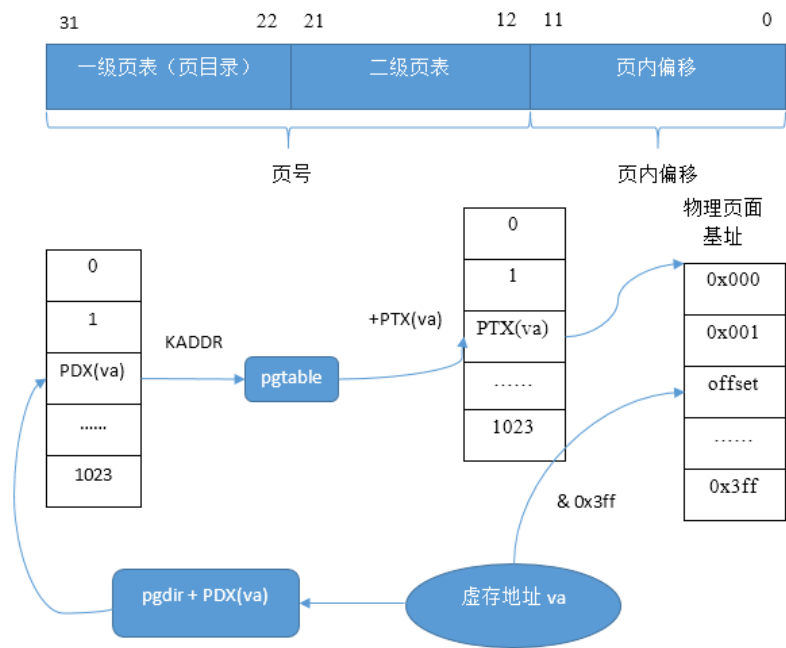 31 22 21 12 11 0
一级页表（页目录） 二级页表 页内偏移
页号 页内偏移
物理页面
基址
0
1
PDX(va)
......
1023
KADDR
pgtable
+PTX(va)
0
1
PTX(va)
......
1023
0x000
0x001
offset
......
0x3ff
& 0x3ff
pgdir + PDX(va)
虚存地址 va